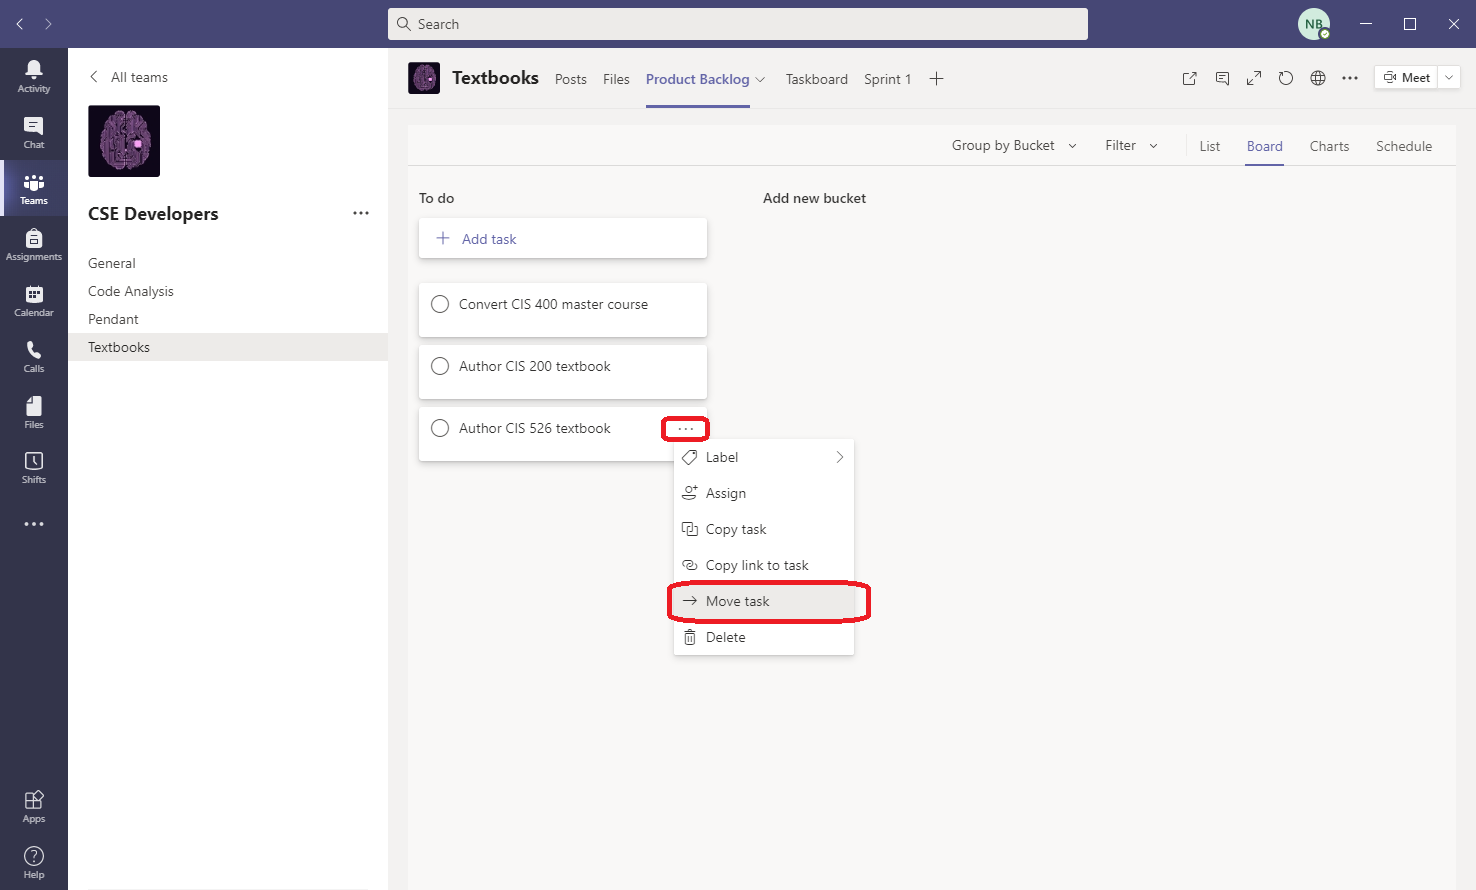 Search
NB
Activity
Chat
Teams
Assignments
Calendar
Calls
Files
Shifts
Apps
Help
All teams
CSE Developers
General
Code Analysis
Pendant
Textbooks
Textbooks Posts Files Product Backlog Taskboard Sprint 1
Meet
Group by Bucket Filter List Board Charts Schedule
To do
Add new bucket
Add task
Convert CIS 400 master course
Author CIS 200 textbook
Author CIS 526 textbook
Label
Assign
Copy task
Copy link to task
Move task
Delete